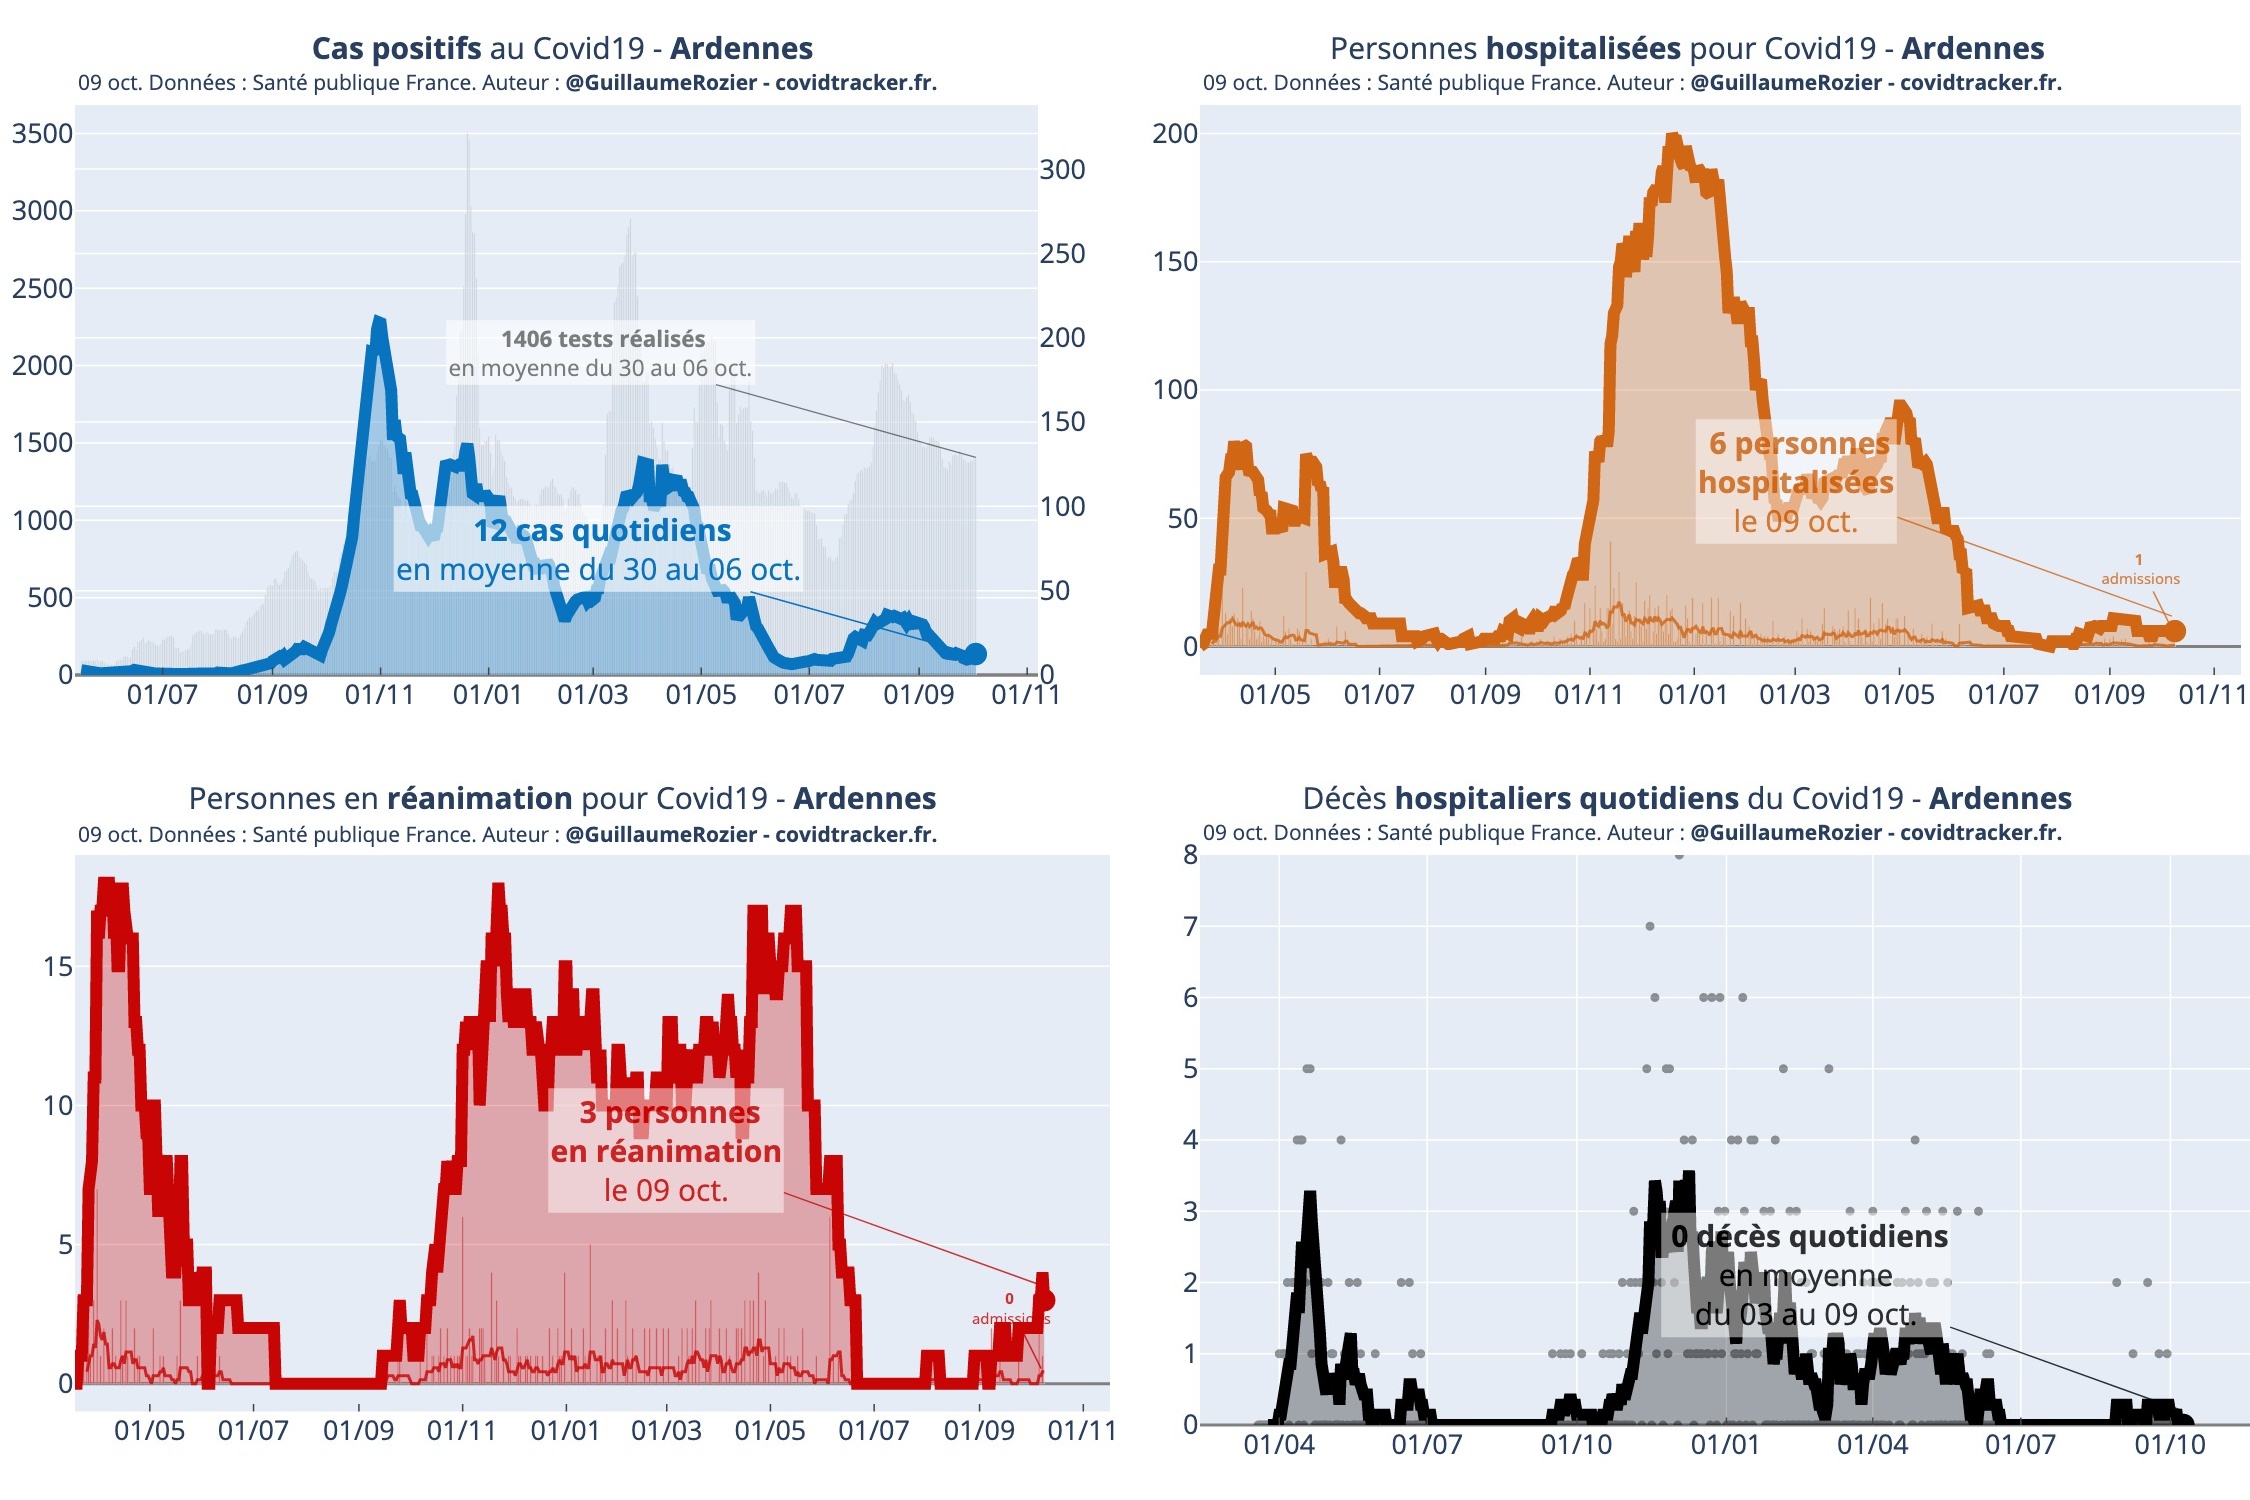 Cas positifs au Covid19 - Ardennes
09 oct. Données : Santé publique France. Auteur : @GuillaumeRozier - covidtracker.fr.
3500
3000
2500
2000
1500
1000
500
0
300
250
200
150
100
50
0
1406 tests réalisés
en moyenne du 30 au 06 oct.
12 cas quotidiens
en moyenne du 30 au 06 oct.
01/07 01/09 01/11 01/01 01/03 01/05 01/07 01/09 01/11
Personnes hospitalisées pour Covid19 - Ardennes
09 oct. Données : Santé publique France. Auteur : @GuillaumeRozier - covidtracker.fr.
200
150
100
50
0
6 personnes
hospitalisées
le 09 oct.
1
admissions
01/05 01/07 01/09 01/11 01/01 01/03 01/05 01/07 01/09 01/11
Personnes en réanimation pour Covid19 - Ardennes
09 oct. Données : Santé publique France. Auteur : @GuillaumeRozier - covidtracker.fr.
15
10
5
0
3 personnes
en réanimation
le 09 oct.
0
admissions
01/05 01/07 01/09 01/11 01/01 01/03 01/05 01/07 01/09 01/11
Décès hospitaliers quotidiens du Covid19 - Ardennes
09 oct. Données : Santé publique France. Auteur : @GuillaumeRozier - covidtracker.fr.
8
7
6
5
4
3
2
1
0
0 décès quotidiens
en moyenne
du 03 au 09 oct.
01/04 01/07 01/10 01/01 01/04 01/07 01/10